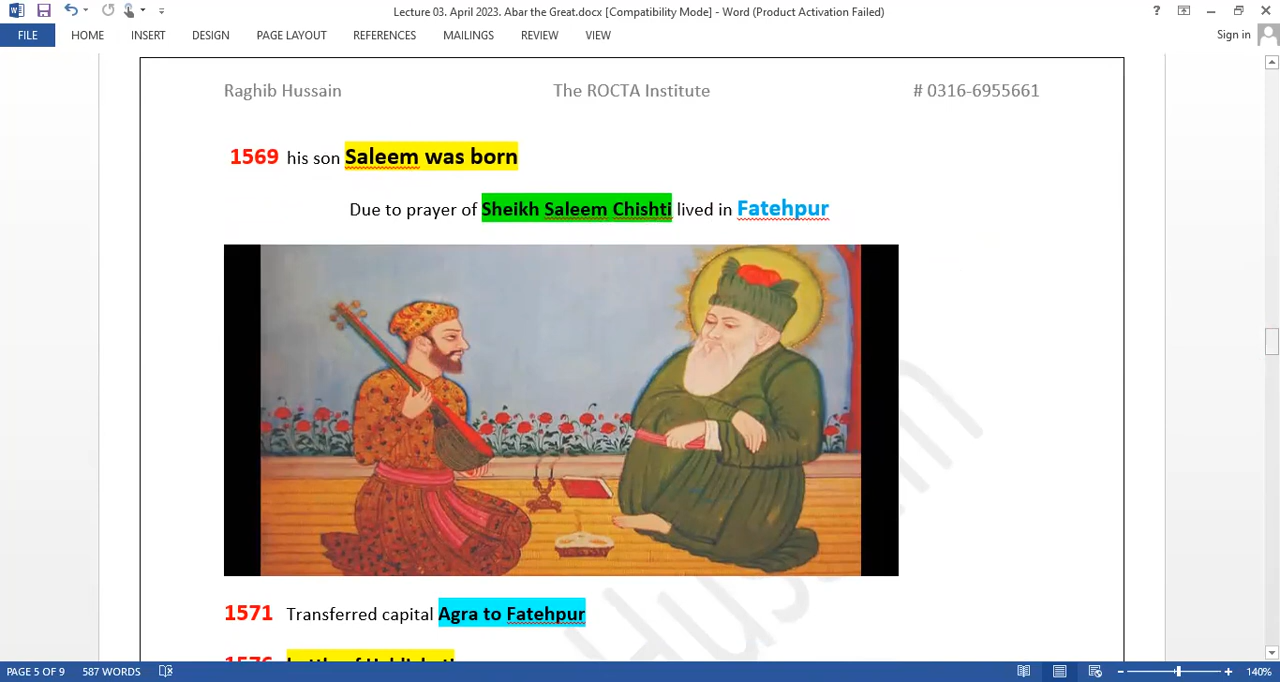 Lecture 03. April 2023. Abar the Great.docx [Compatibility Mode] - Word (Product Activation Failed)
FILE HOME INSERT DESIGN PAGE LAYOUT REFERENCES MAILINGS REVIEW VIEW Sign in
Raghib Hussain The ROCTA Institute # 0316-6955661
1569 his son Saleem was born
Due to prayer of Sheikh Saleem Chishti lived in Fatehpur
1571 Transferred capital Agra to Fatehpur
1576
PAGE 5 OF 9 587 WORDS 140%